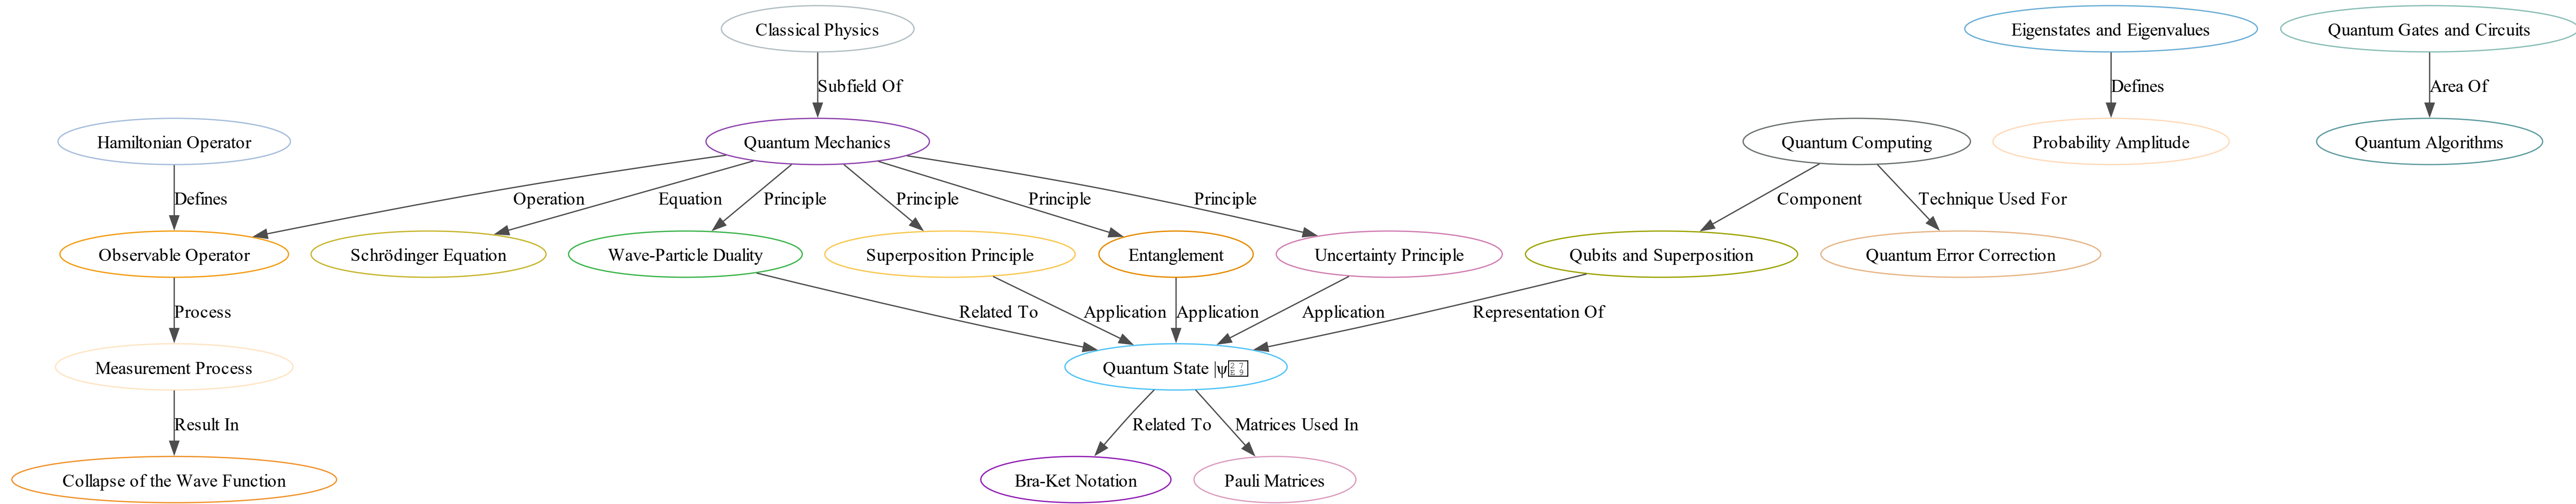 Classical Physics
Eigenstates and Eigenvalues
Quantum Gates and Circuits
Subfield Of
Defines
Area Of
Hamiltonian Operator
Quantum Mechanics
Quantum Computing
Probability Amplitude
Quantum Algorithms
Defines
Operation
Equation
Principle
Principle
Principle
Principle
Component
Technique Used For
Observable Operator
Schrödinger Equation
Wave-Particle Duality
Superposition Principle
Entanglement
Uncertainty Principle
Qubits and Superposition
Quantum Error Correction
Process
Related To
Application
Application
Application
Representation Of
Measurement Process
Quantum State |ψ⟩
Result In
Related To
Matrices Used In
Collapse of the Wave Function
Bra-Ket Notation
Pauli Matrices